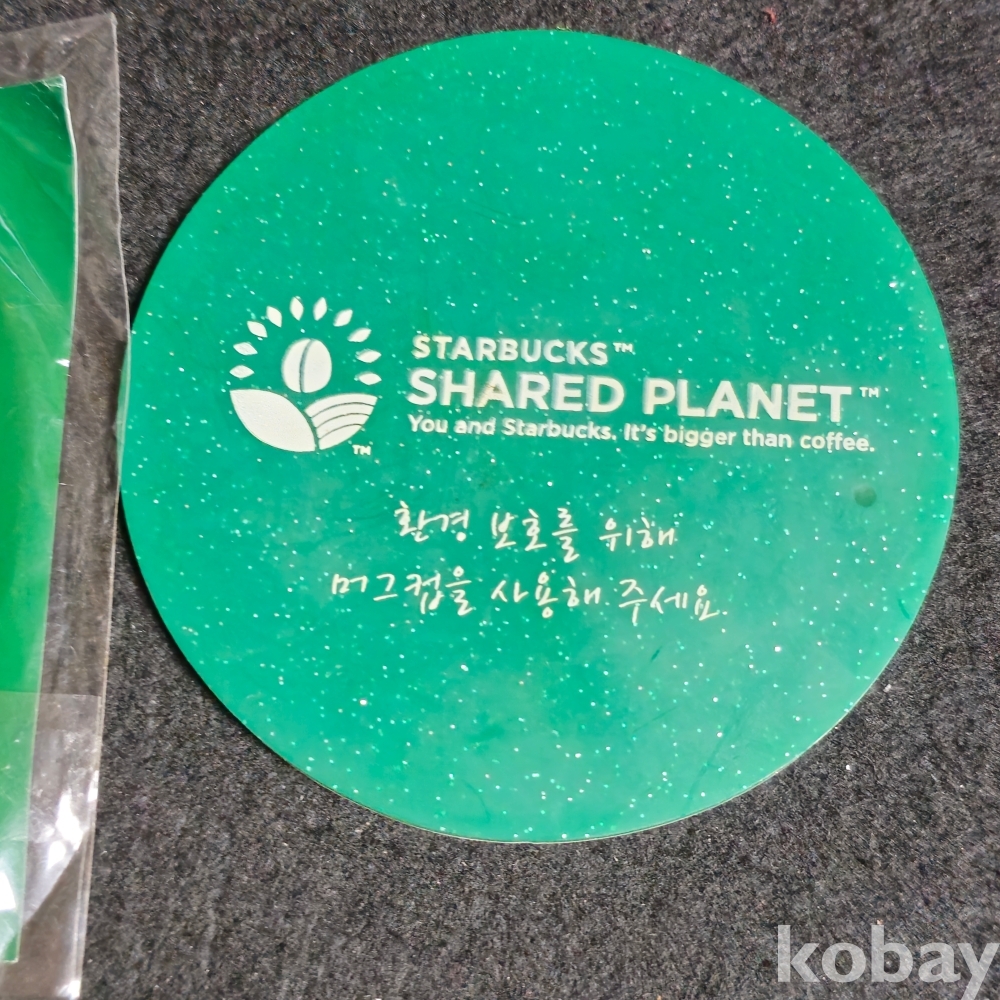 STARBUCKS™
SHARED PLANET™
You and Starbucks. It's bigger than coffee.
TM
환경 보호를 위해
머그컵을 사용해 주세요.
kobay